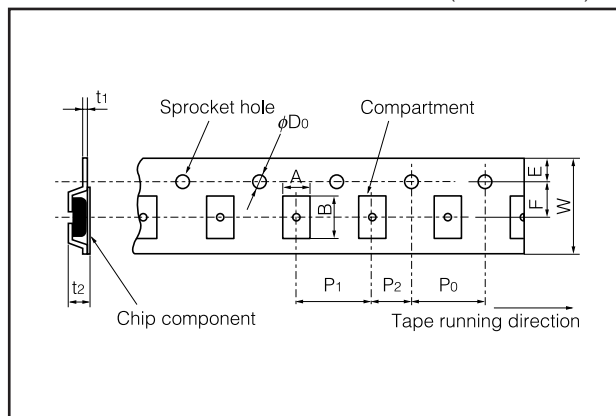 t1
Sprocket hole
ϕD0
Compartment
A
B
E
F
W
t2
P1
P2
P0
Chip component
Tape running direction